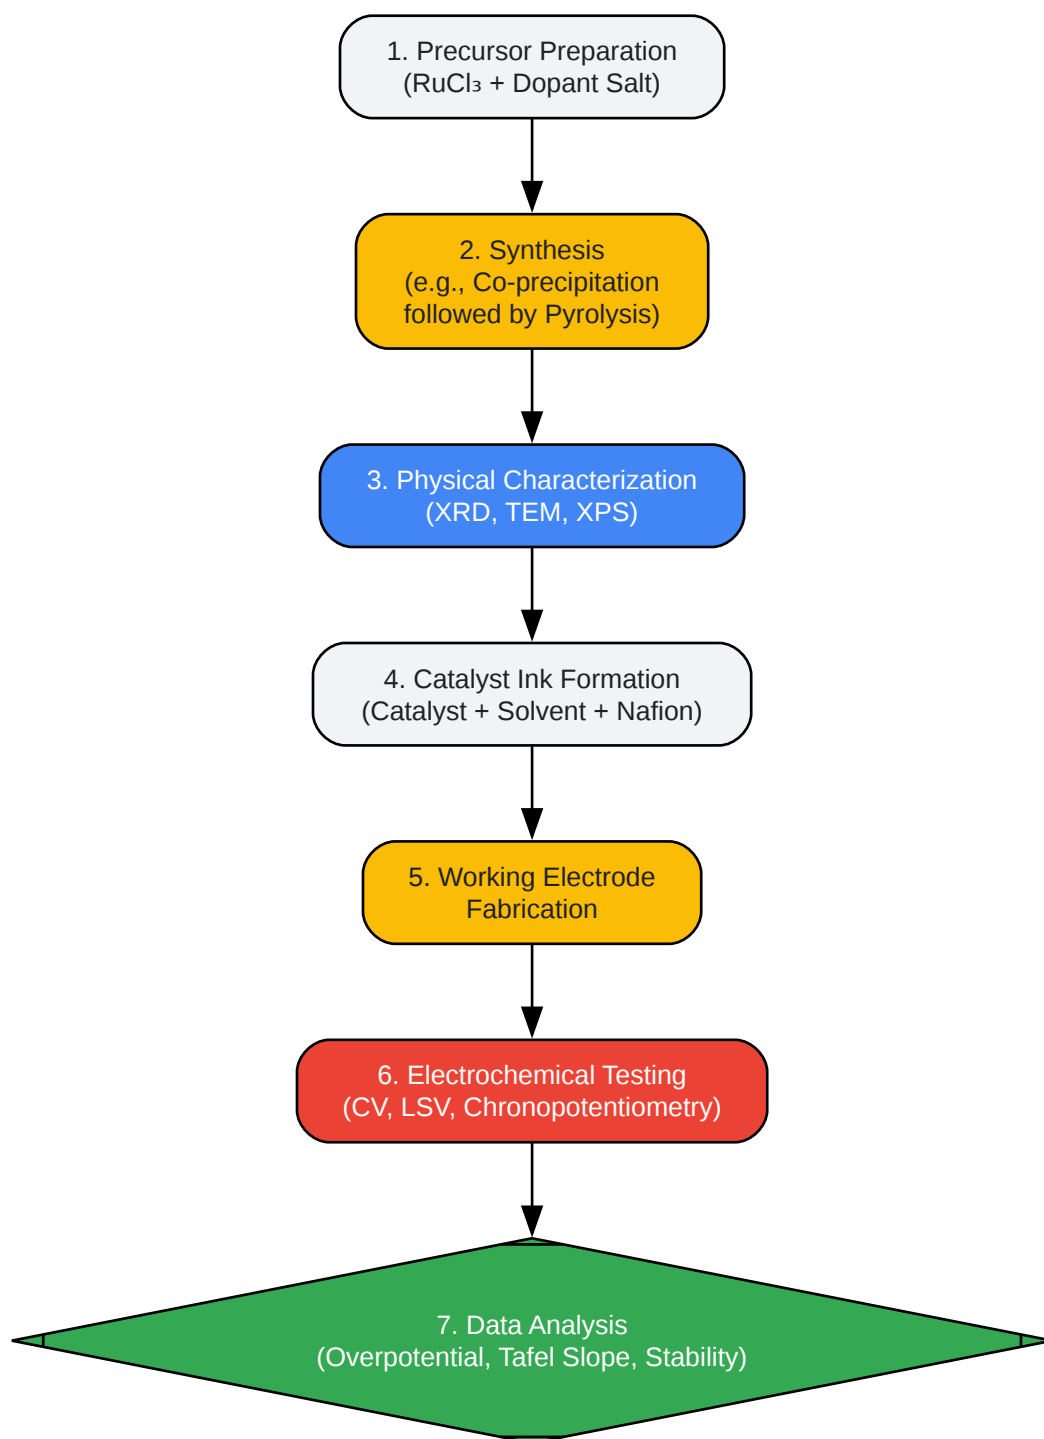 1. Precursor Preparation
(RuCl₃ + Dopant Salt)
2. Synthesis
(e.g., Co-precipitation
followed by Pyrolysis)
3. Physical Characterization
(XRD, TEM, XPS)
4. Catalyst Ink Formation
(Catalyst + Solvent + Nafion)
5. Working Electrode
Fabrication
6. Electrochemical Testing
(CV, LSV, Chronopotentiometry)
7. Data Analysis
(Overpotential, Tafel Slope, Stability)